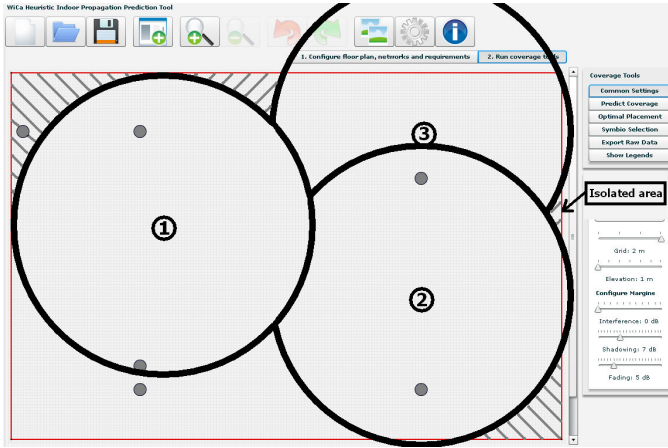 WiCa Heuristic Indoor Propagation Prediction Tool
1. Configure floor plan, networks and requirements
2. Run coverage tools
Coverage Tools
Common Settings
Predict Coverage
Optimal Placement
Symbio Selection
Export Raw Data
Show Legends
3
Isolated area
1
2
Grid: 2 m
Elevation: 1 m
Configure Margins
Interference: 0 dB
Shadowing: 7 dB
Fading: 5 dB